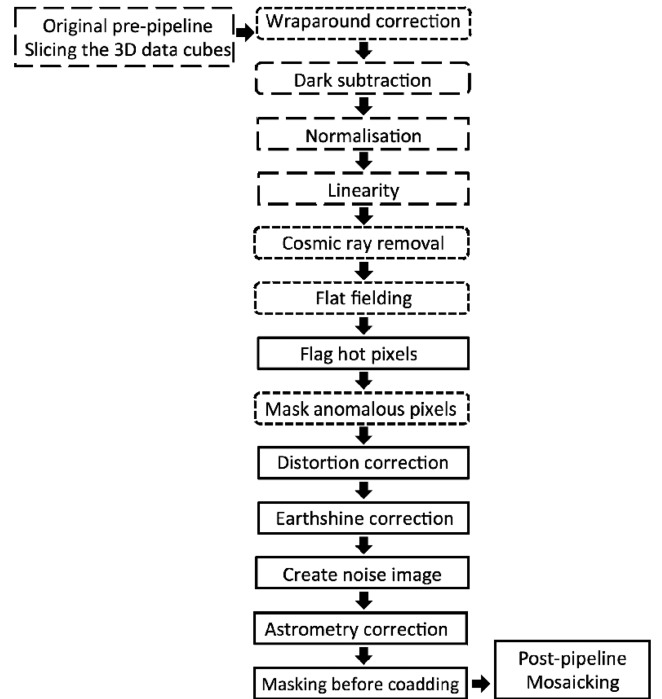 Original pre-pipeline
Slicing the 3D data cubes
Wraparound correction
Dark subtraction
Normalisation
Linearity
Cosmic ray removal
Flat fielding
Flag hot pixels
Mask anomalous pixels
Distortion correction
Earthshine correction
Create noise image
Astrometry correction
Masking before coadding
Post-pipeline
Mosaicking